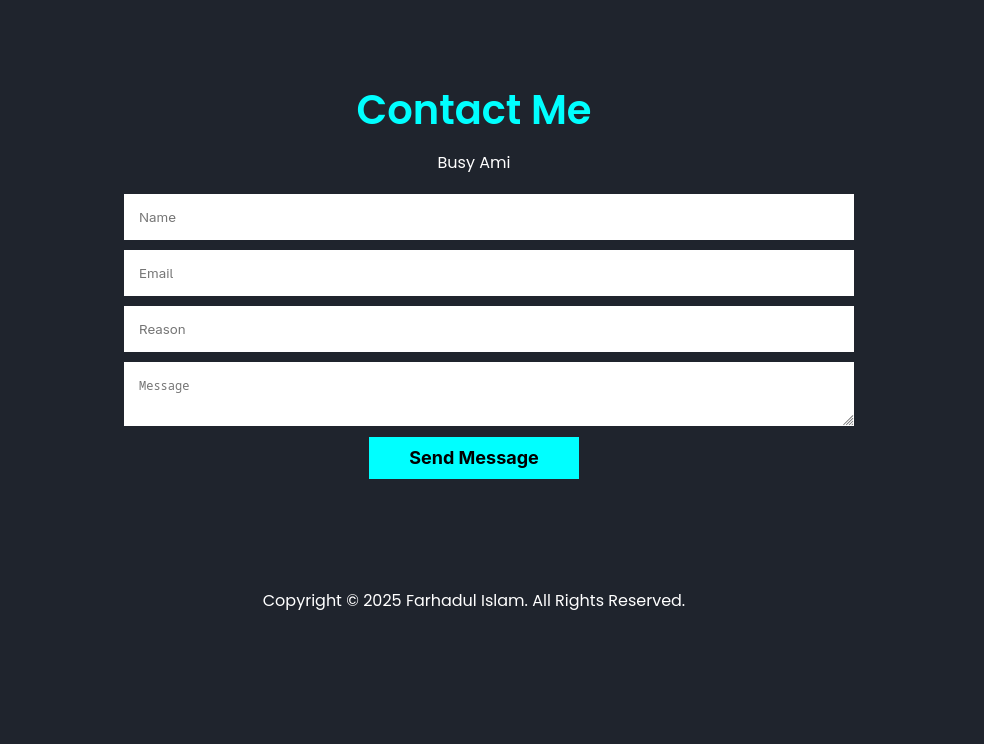 Contact Me
Busy Ami
Name
Email
Reason
Message
Send Message
Copyright © 2025 Farhadul Islam. All Rights Reserved.